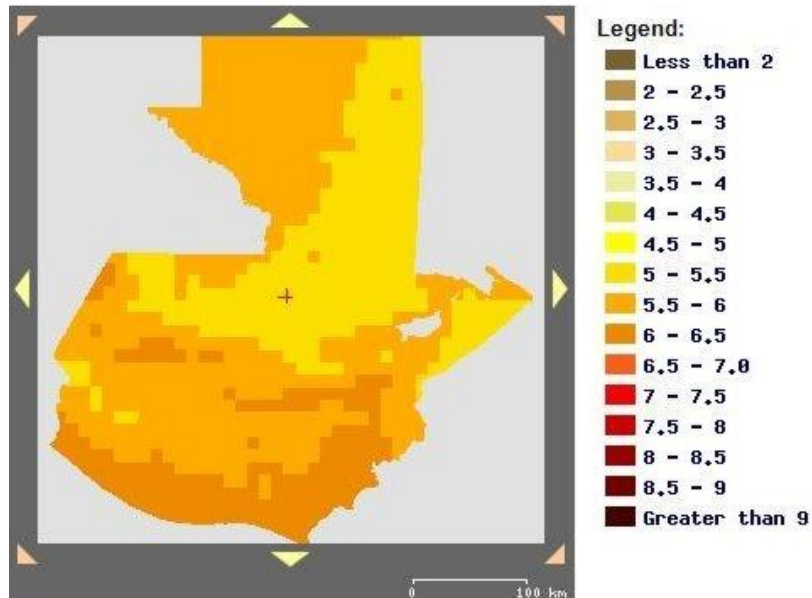 Legend:
Less than 2
2 - 2.5
2.5 - 3
3 - 3.5
3.5 - 4
4 - 4.5
4.5 - 5
5 - 5.5
5.5 - 6
6 - 6.5
6.5 - 7.0
7 - 7.5
7.5 - 8
8 - 8.5
8.5 - 9
Greater than 9
0 100 km